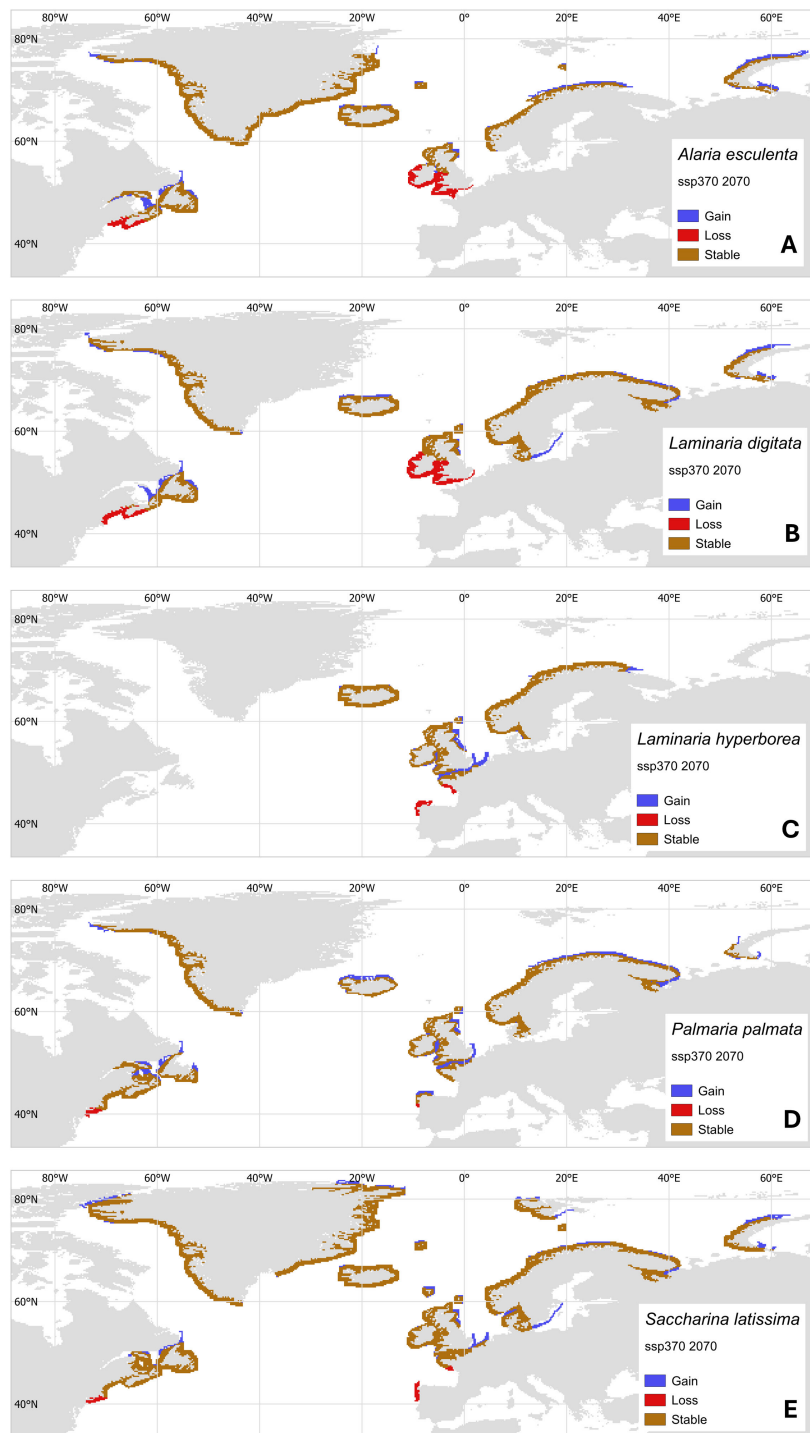 80°W 60°W 40°W 20°W 0° 20°E 40°E 60°E
80°N
60°N
40°N
Alaria esculenta
ssp370 2070
Gain
Loss
Stable
A
80°W 60°W 40°W 20°W 0° 20°E 40°E 60°E
80°N
60°N
40°N
Laminaria digitata
ssp370 2070
Gain
Loss
Stable
B
80°W 60°W 40°W 20°W 0° 20°E 40°E 60°E
80°N
60°N
40°N
Laminaria hyperborea
ssp370 2070
Gain
Loss
Stable
C
80°W 60°W 40°W 20°W 0° 20°E 40°E 60°E
80°N
60°N
40°N
Palmaria palmata
ssp370 2070
Gain
Loss
Stable
D
80°W 60°W 40°W 20°W 0° 20°E 40°E 60°E
80°N
60°N
40°N
Saccharina latissima
ssp370 2070
Gain
Loss
Stable
E